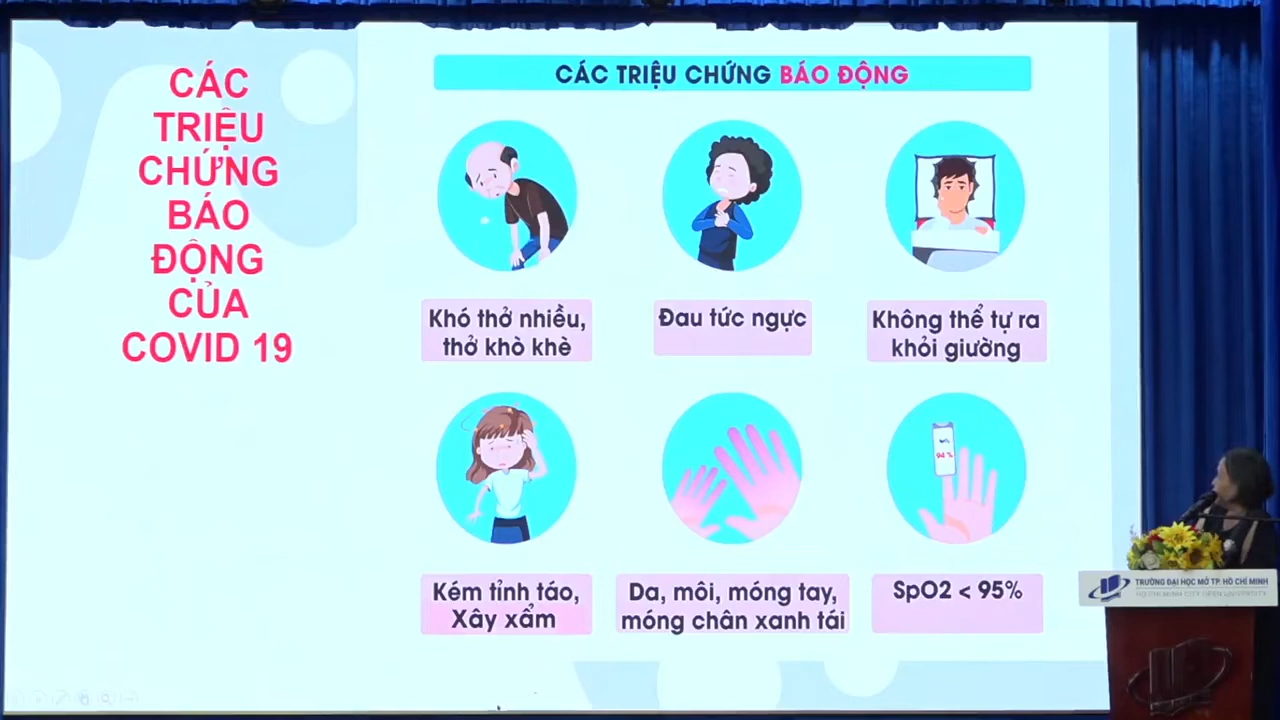 CÁC
TRIỆU
CHỨNG
BÁO
ĐỘNG
CỦA
COVID 19
CÁC TRIỆU CHỨNG BÁO ĐỘNG
Khó thở nhiều,
thở khò khè
Đau tức ngực
Không thể tự ra
khỏi giường
94 %
Kém tỉnh táo,
Xây xẩm
Da, môi, móng tay,
móng chân xanh tái
SpO2 < 95%
TRƯỜNG ĐẠI HỌC MỞ TP. HỒ CHÍ MINH
HO CHI MINH CITY OPEN UNIVERSITY